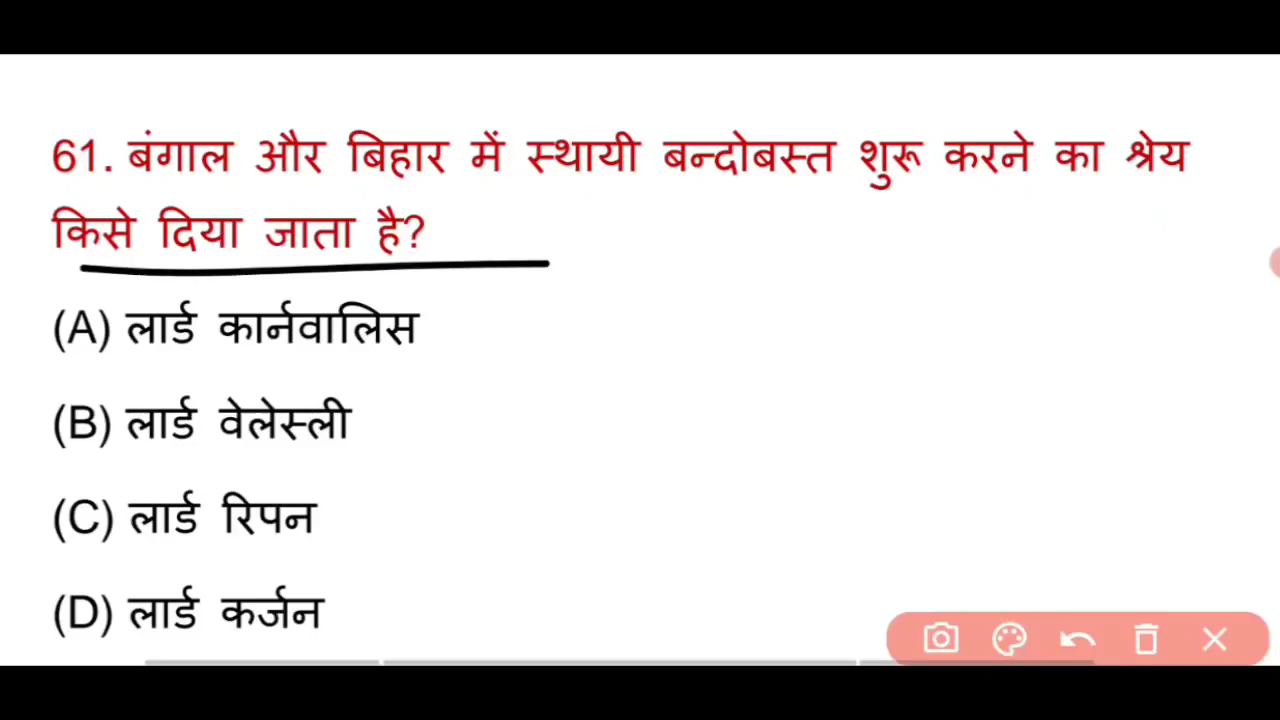 61. बंगाल और बिहार में स्थायी बन्दोबस्त शुरू करने का श्रेय
किसे दिया जाता है?
(A) लार्ड कार्नवालिस
(B) लार्ड वेलेस्ली
(C) लार्ड रिपन
(D) लार्ड कर्जन